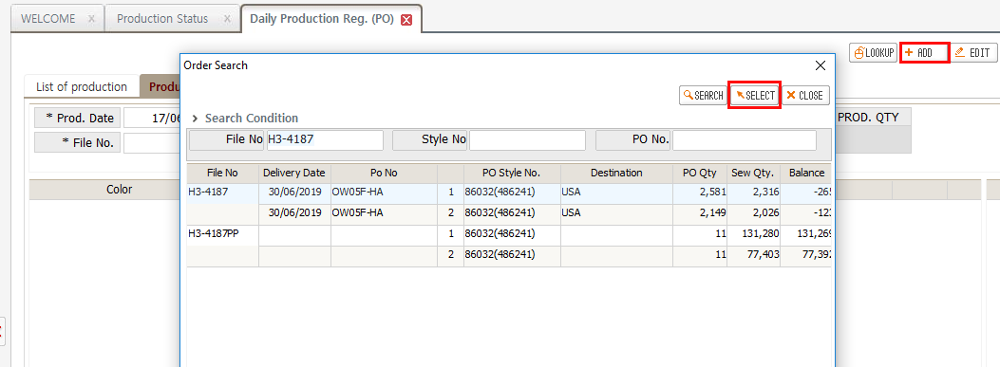 WELCOME x Production Status x Daily Production Reg. (PO)
LOOKUP ADD EDIT
Order Search
List of production Produ
SEARCH SELECT CLOSE
* Prod. Date 17/06 PROD. QTY
Search Condition
* File No.
File No H3-4187 Style No PO No.
File No Delivery Date Po No PO Style No. Destination PO Qty Sew Qty. Balance
Color
H3-4187 30/06/2019 OW05F-HA 1 86032(486241) USA 2,581 2,316 -265
30/06/2019 OW05F-HA 2 86032(486241) USA 2,149 2,026 -123
H3-4187PP 1 86032(486241) 11 131,280 131,269
2 86032(486241) 11 77,403 77,392